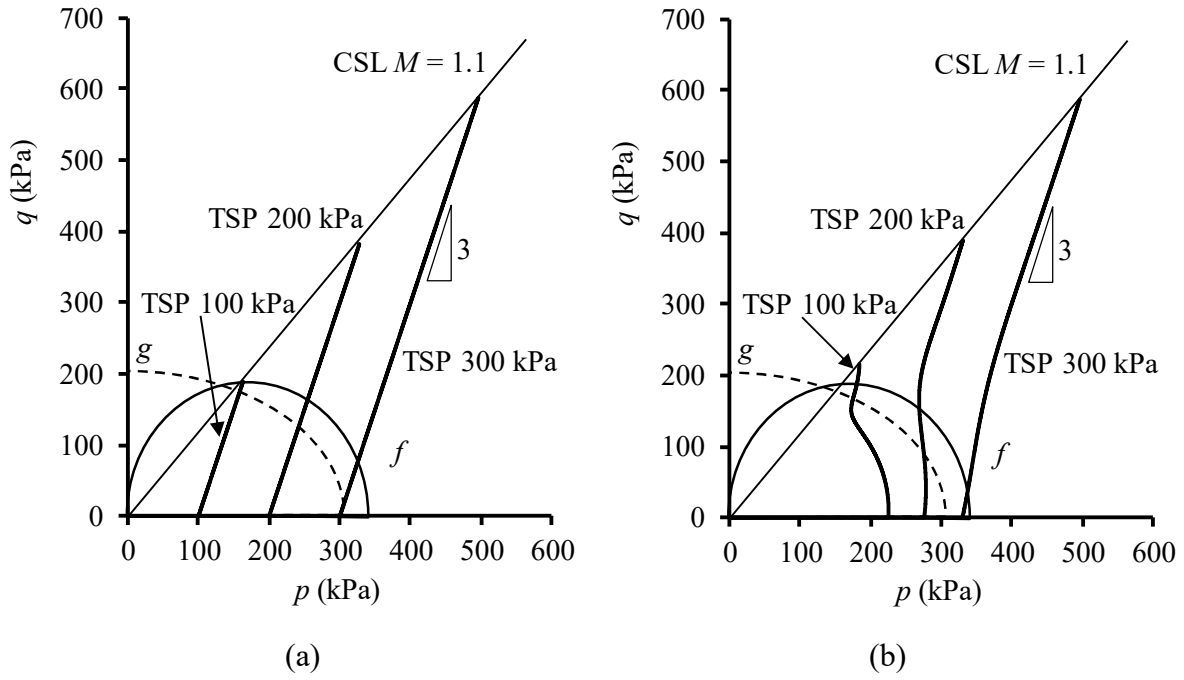 700
600
500
400
300
200
100
0
q (kPa)
CSL M = 1.1
TSP 200 kPa
3
TSP 100 kPa
g
TSP 300 kPa
f
0 100 200 300 400 500 600
p (kPa)
(a)
700
600
500
400
300
200
100
0
q (kPa)
CSL M = 1.1
TSP 200 kPa
3
TSP 100 kPa
g
TSP 300 kPa
f
0 100 200 300 400 500 600
p (kPa)
(b)